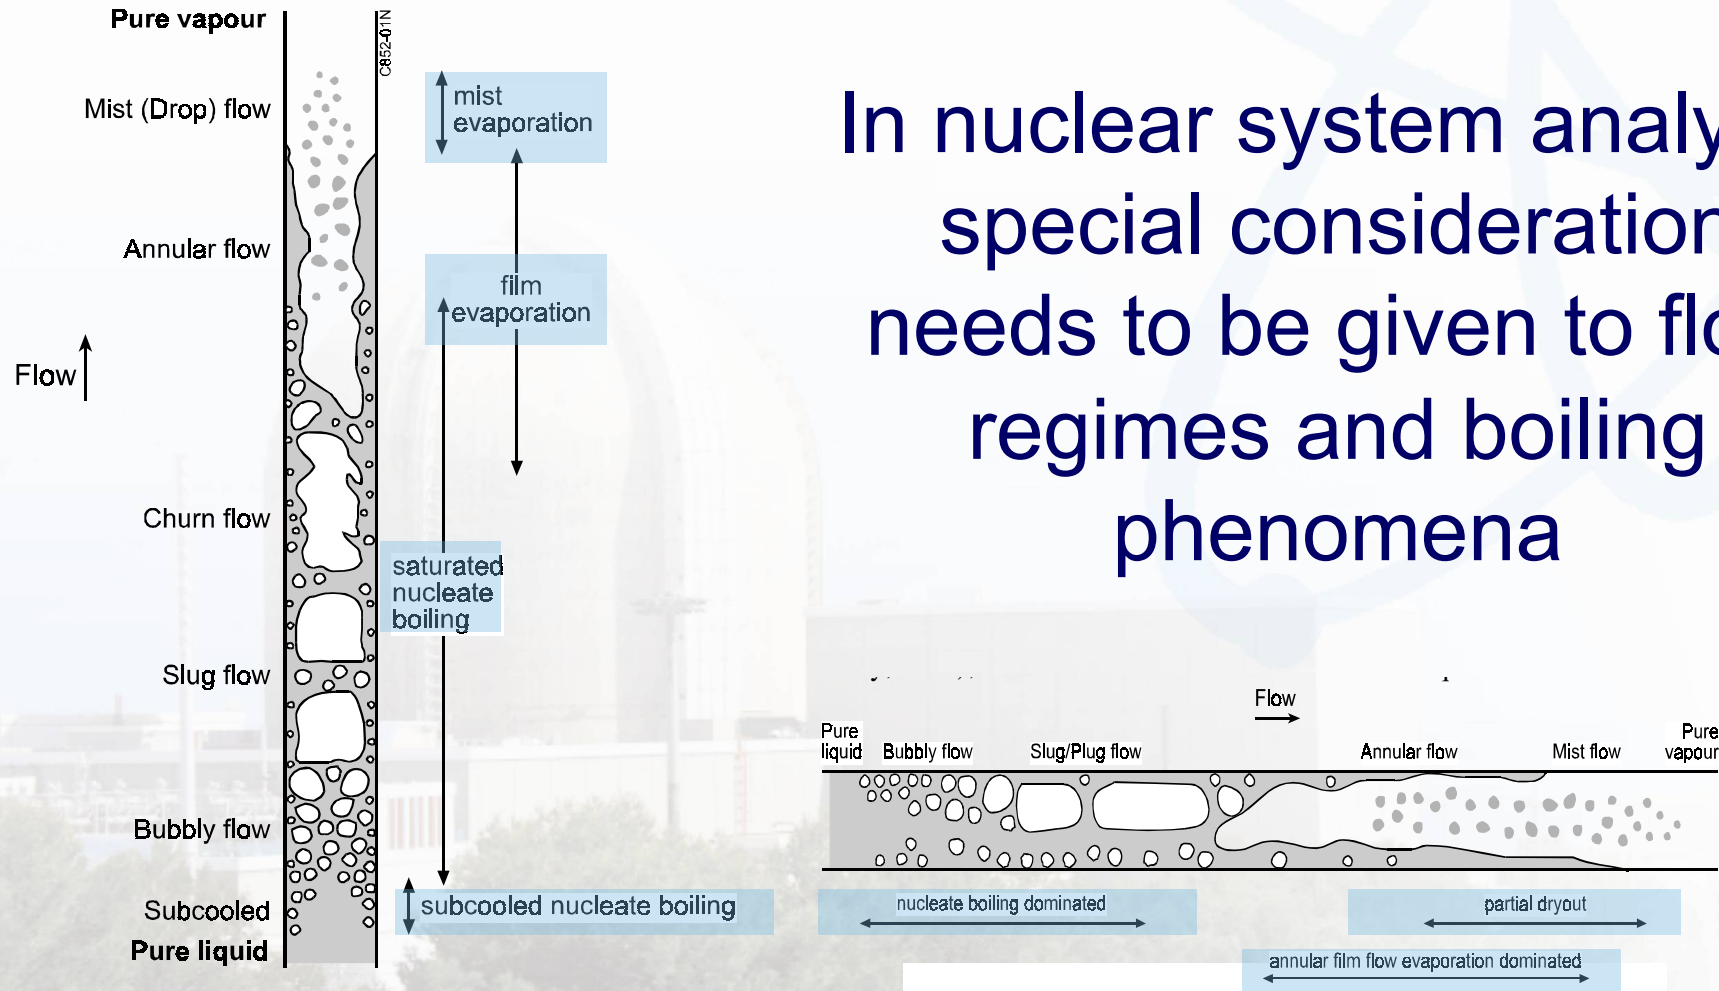 Pure vapour
C852-01N
Mist (Drop) flow
mist
evaporation
Annular flow
film
evaporation
Flow
Churn flow
saturated
nucleate
boiling
Slug flow
Bubbly flow
Subcooled
subcooled nucleate boiling
Pure liquid
In nuclear system analy
special consideration
needs to be given to flo
regimes and boiling
phenomena
Flow
Pure
liquid
Bubbly flow
Slug/Plug flow
Annular flow
Mist flow
Pure
vapour
nucleate boiling dominated
partial dryout
annular film flow evaporation dominated